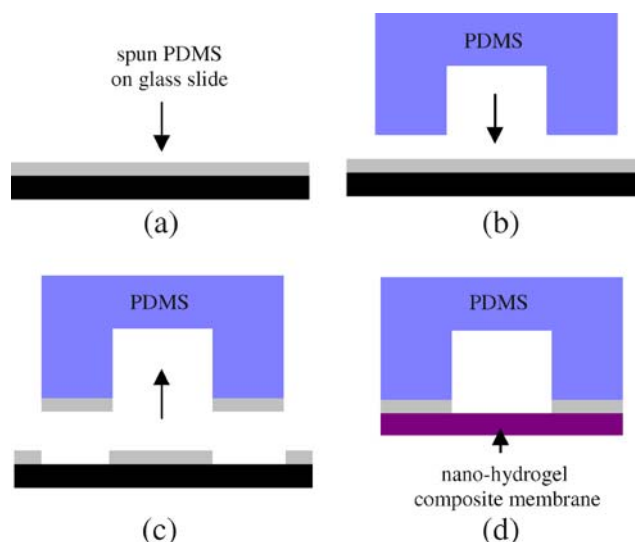 spun PDMS
on glass slide
(a)
PDMS
(b)
PDMS
(c)
PDMS
nano-hydrogel
composite membrane
(d)